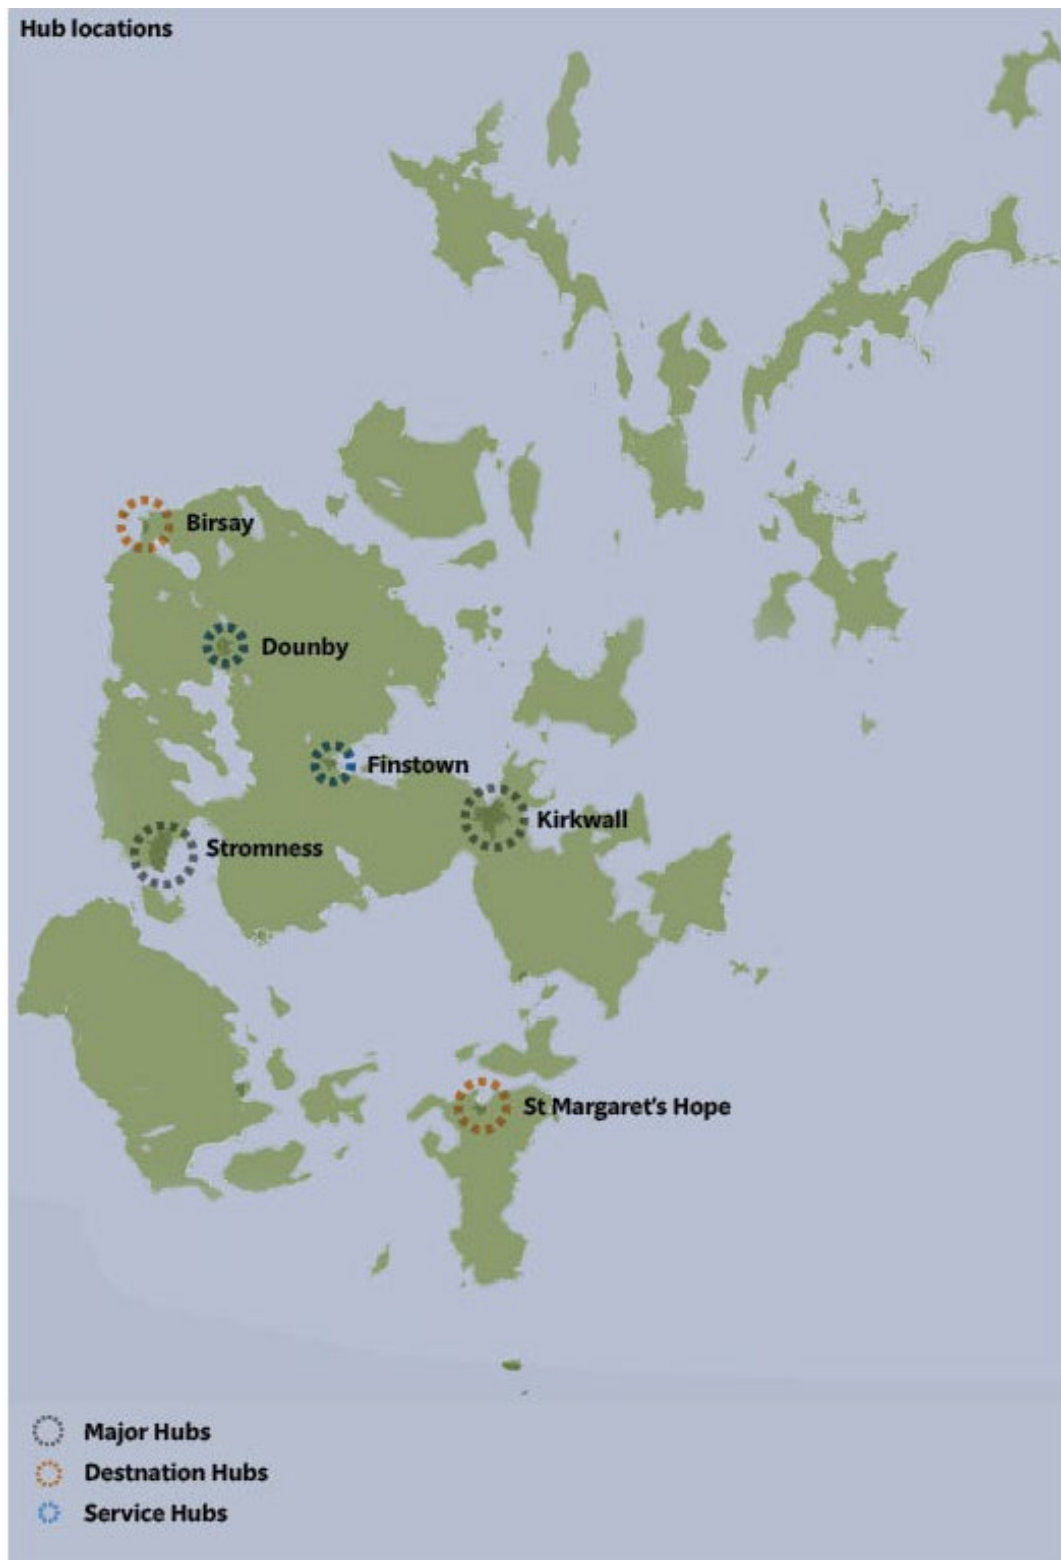 Hub locations
Birsay
Dounby
Finstown
Kirkwall
Stromness
St Margaret's Hope
Major Hubs
Destnation Hubs
Service Hubs